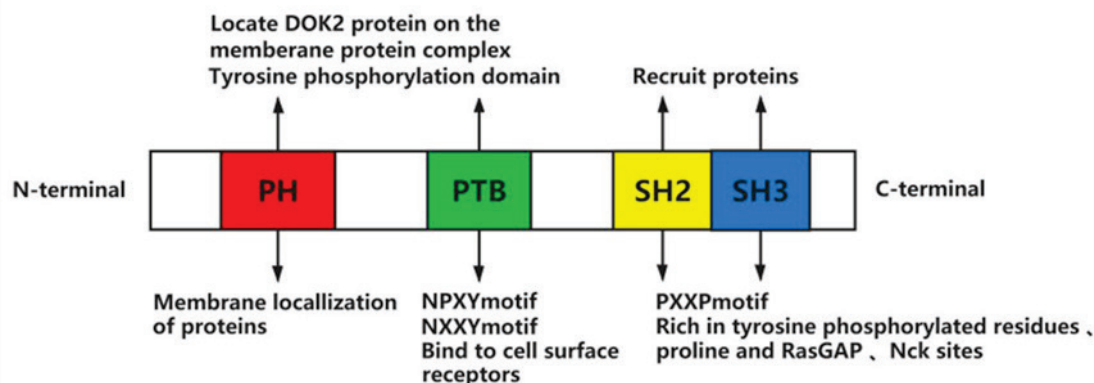 Locate DOK2 protein on the
memberane protein complex
Tyrosine phosphorylation domain
Recruit proteins
N-terminal
PH
PTB
SH2
SH3
C-terminal
Membrane locallization
of proteins
NPXYmotif
NXXYmotif
Bind to cell surface
receptors
PXXPmotif
Rich in tyrosine phosphorylated residues 、
proline and RasGAP 、 Nck sites